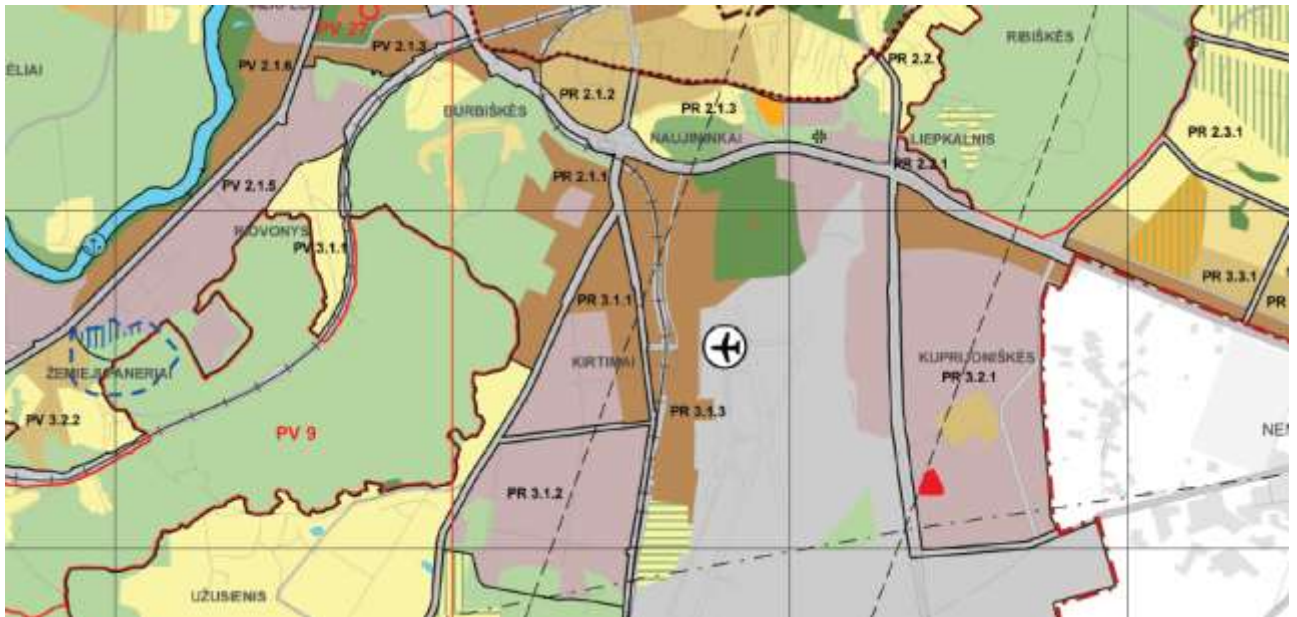 PV 27
PV 2.1.3
PV 2.1.6
RIBIŠKĖS
PR 2.1.2
BURBIŠKĖS
PR 2.1.3
NAUJININKAI
LIEPKALNIS
PR 2.3.1
PR 2.2.1
PR 2.1.1
PV 2.1.5
PV 3.1.1
PR 3.3.1
PR
PR 3.1.1
KIRTIMAI
KUPRIJONIŠKĖS
PR 3.2.1
PV 3.2.2
PR 3.1.3
PV 9
PR 3.1.2
UŽUSIENIS